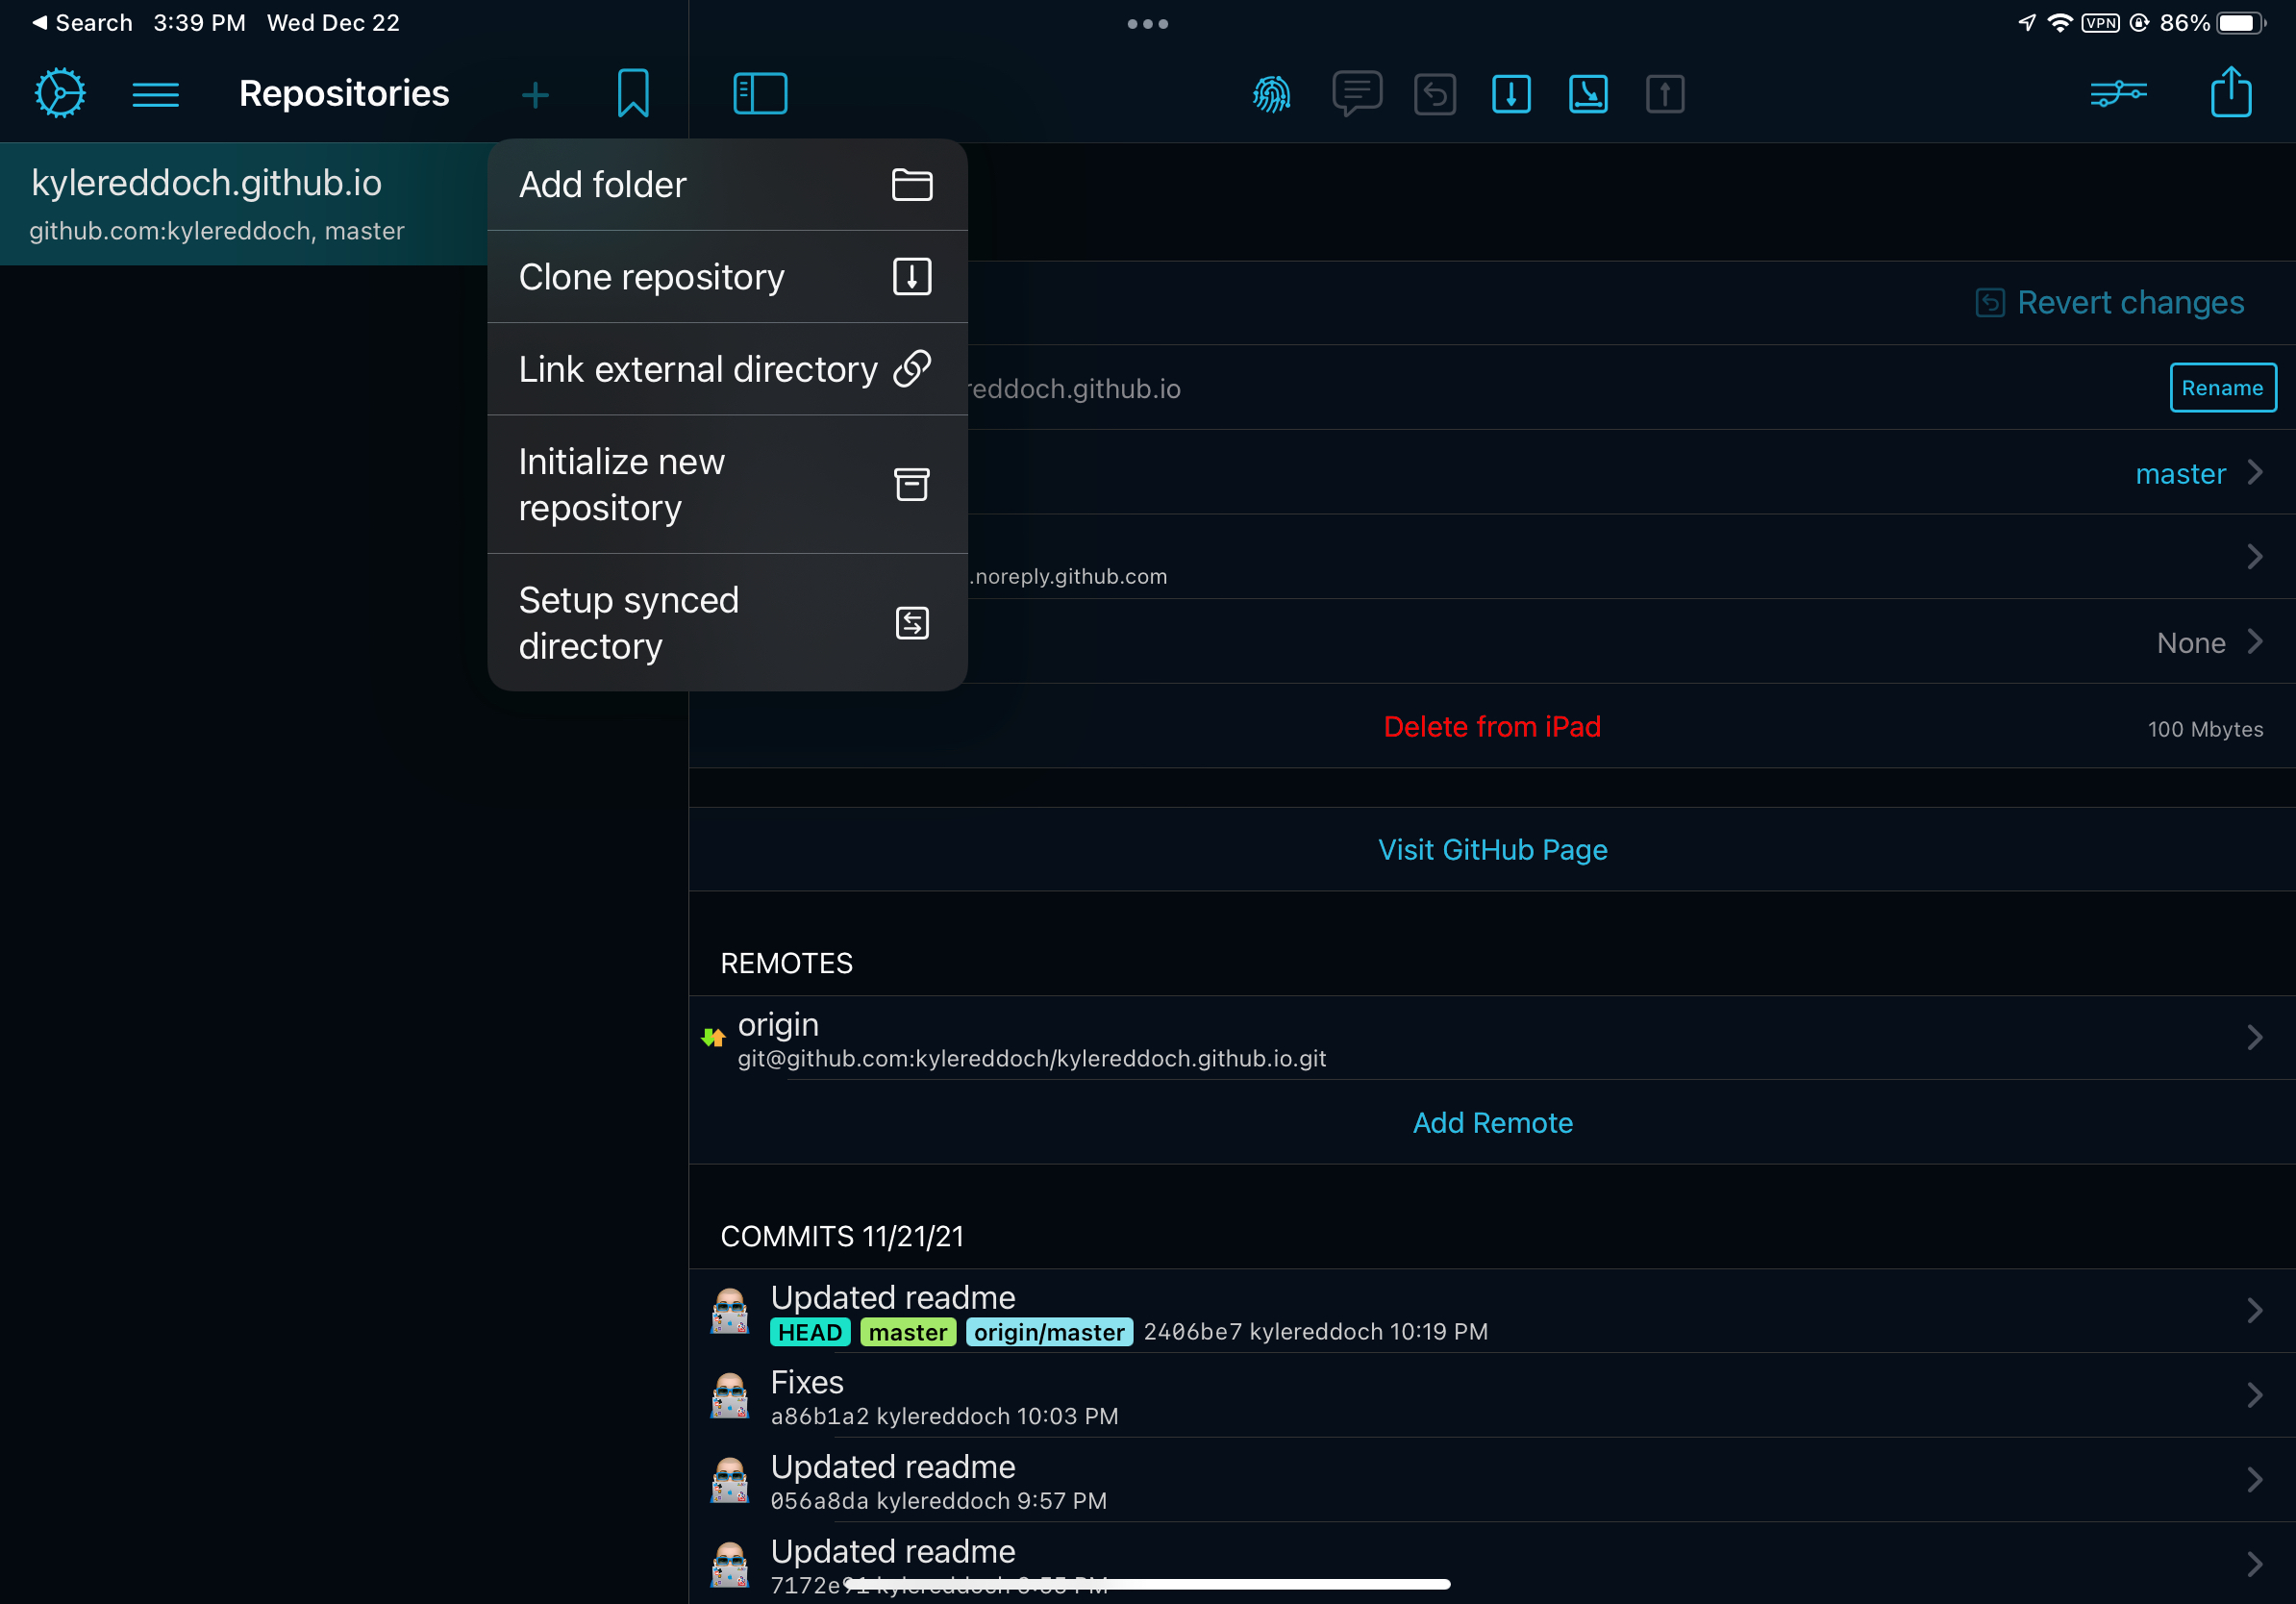 Search 3:39 PM Wed Dec 22
VPN 86%
Repositories
kylereddoch.github.io
github.com:kylereddoch, master
Add folder
Clone repository
Link external directory
Initialize new
repository
Setup synced
directory
Revert changes
reddoch.github.io
Rename
master
.noreply.github.com
None
Delete from iPad
100 Mbytes
Visit GitHub Page
REMOTES
origin
git@github.com:kylereddoch/kylereddoch.github.io.git
Add Remote
COMMITS 11/21/21
Updated readme
HEAD master origin/master 2406be7 kylereddoch 10:19 PM
Fixes
a86b1a2 kylereddoch 10:03 PM
Updated readme
056a8da kylereddoch 9:57 PM
Updated readme
7172e91 kylereddoch PM